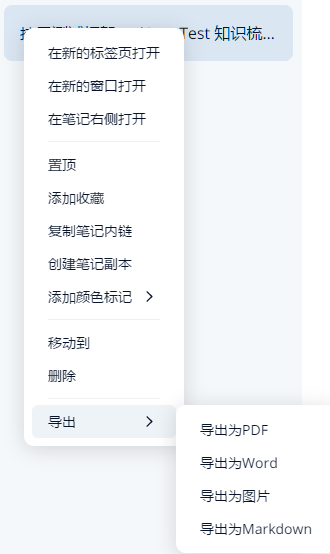 Test 知识梳...
在新的标签页打开
在新的窗口打开
在笔记右侧打开
置顶
添加收藏
复制笔记内链
创建笔记副本
添加颜色标记
移动到
删除
导出
导出为PDF
导出为Word
导出为图片
导出为Markdown